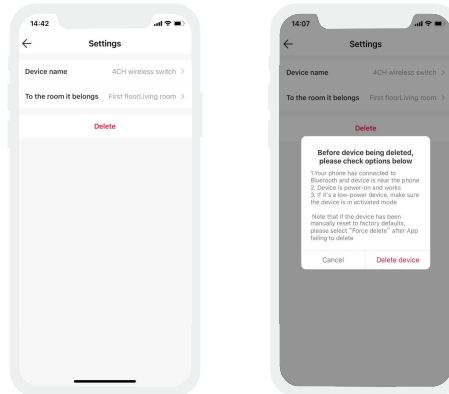 14:42
Settings
Device name 4CH wireless switch >
To the room it belongs First floorLiving room >
Delete
14:07
Settings
Device name 4CH wireless switch >
To the room it belongs First floorLiving room >
Delete
Before device being deleted,
please check options below
1.Your phone has connected to
Bluetooth and device is near the phone
2. Device is power-on and works
3. If it's a low-power device, make sure
the device is in activated mode
Note that if the device has been
manually reset to factory defaults,
please select "Force delete" after App
failing to delete
Cancel Delete device